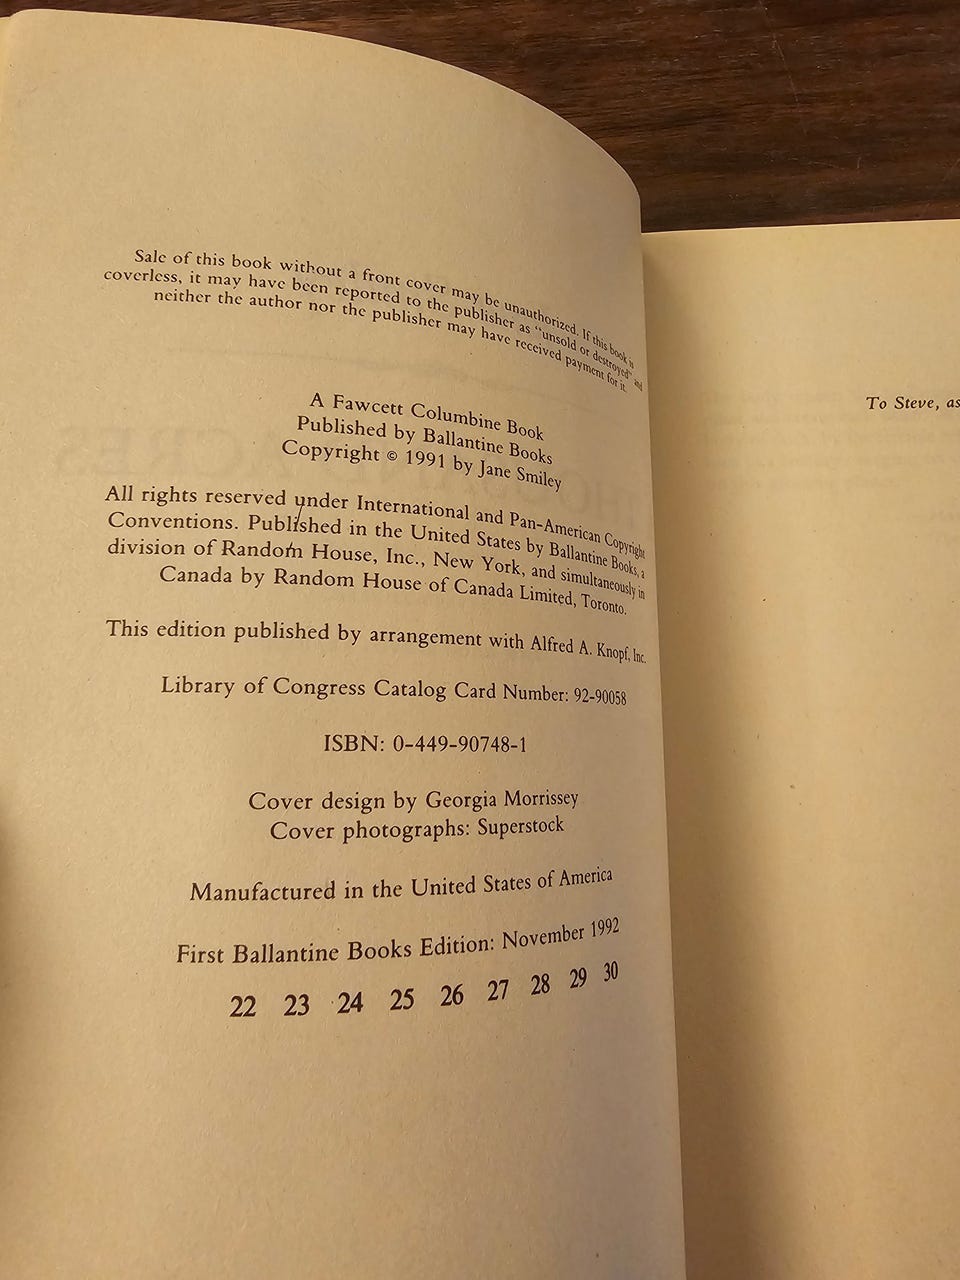 Sale of this book without a front cover may be unauthorized. If this book is
coverless, it may have been reported to the publisher as "unsold or destroyed" and
neither the author nor the publisher may have received payment for it.
A Fawcett Columbine Book
Published by Ballantine Books
Copyright © 1991 by Jane Smiley
All rights reserved under International and Pan-American Copyright
Conventions. Published in the United States by Ballantine Books, a
division of Random House, Inc., New York, and simultaneously in
Canada by Random House of Canada Limited, Toronto.
This edition published by arrangement with Alfred A. Knopf, Inc.
Library of Congress Catalog Card Number: 92-90058
ISBN: 0-449-90748-1
Cover design by Georgia Morrissey
Cover photographs: Superstock
Manufactured in the United States of America
First Ballantine Books Edition: November 1992
22 23 24 25 26 27 28 29 30
To Steve, as